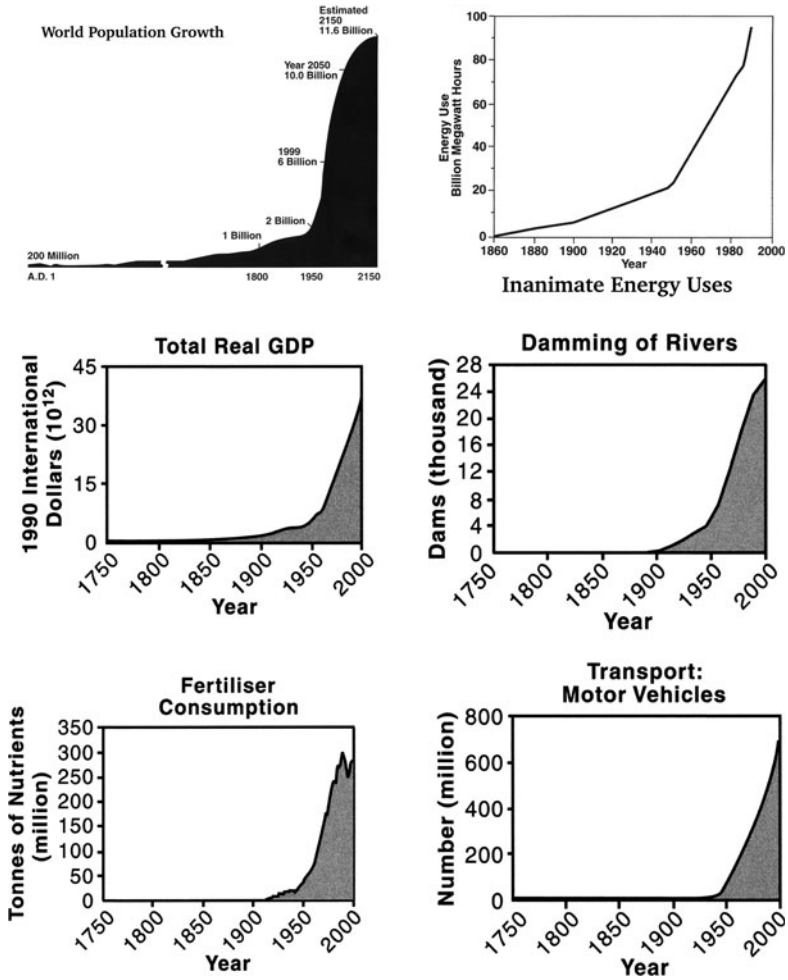 World Population Growth
Estimated
2150
11.6 Billion
Year 2050
10.0 Billion
1999
6 Billion
2 Billion
1 Billion
200 Million
A.D. 1
1800
1950
2150
Energy Use
Billion Megawatt Hours
100
80
60
40
20
0
1860 1880 1900 1920 1940 1960 1980 2000
Year
Inanimate Energy Uses
Total Real GDP
1990 International
Dollars (10¹²)
45
30
15
0
1750 1800 1850 1900 1950 2000
Year
Damming of Rivers
Dams (thousand)
28
24
20
16
12
8
4
0
1750 1800 1850 1900 1950 2000
Year
Fertiliser
Consumption
Tonnes of Nutrients
(million)
350
300
250
200
150
100
50
0
1750 1800 1850 1900 1950 2000
Year
Transport:
Motor Vehicles
Number (million)
800
600
400
200
0
1750 1800 1850 1900 1950 2000
Year